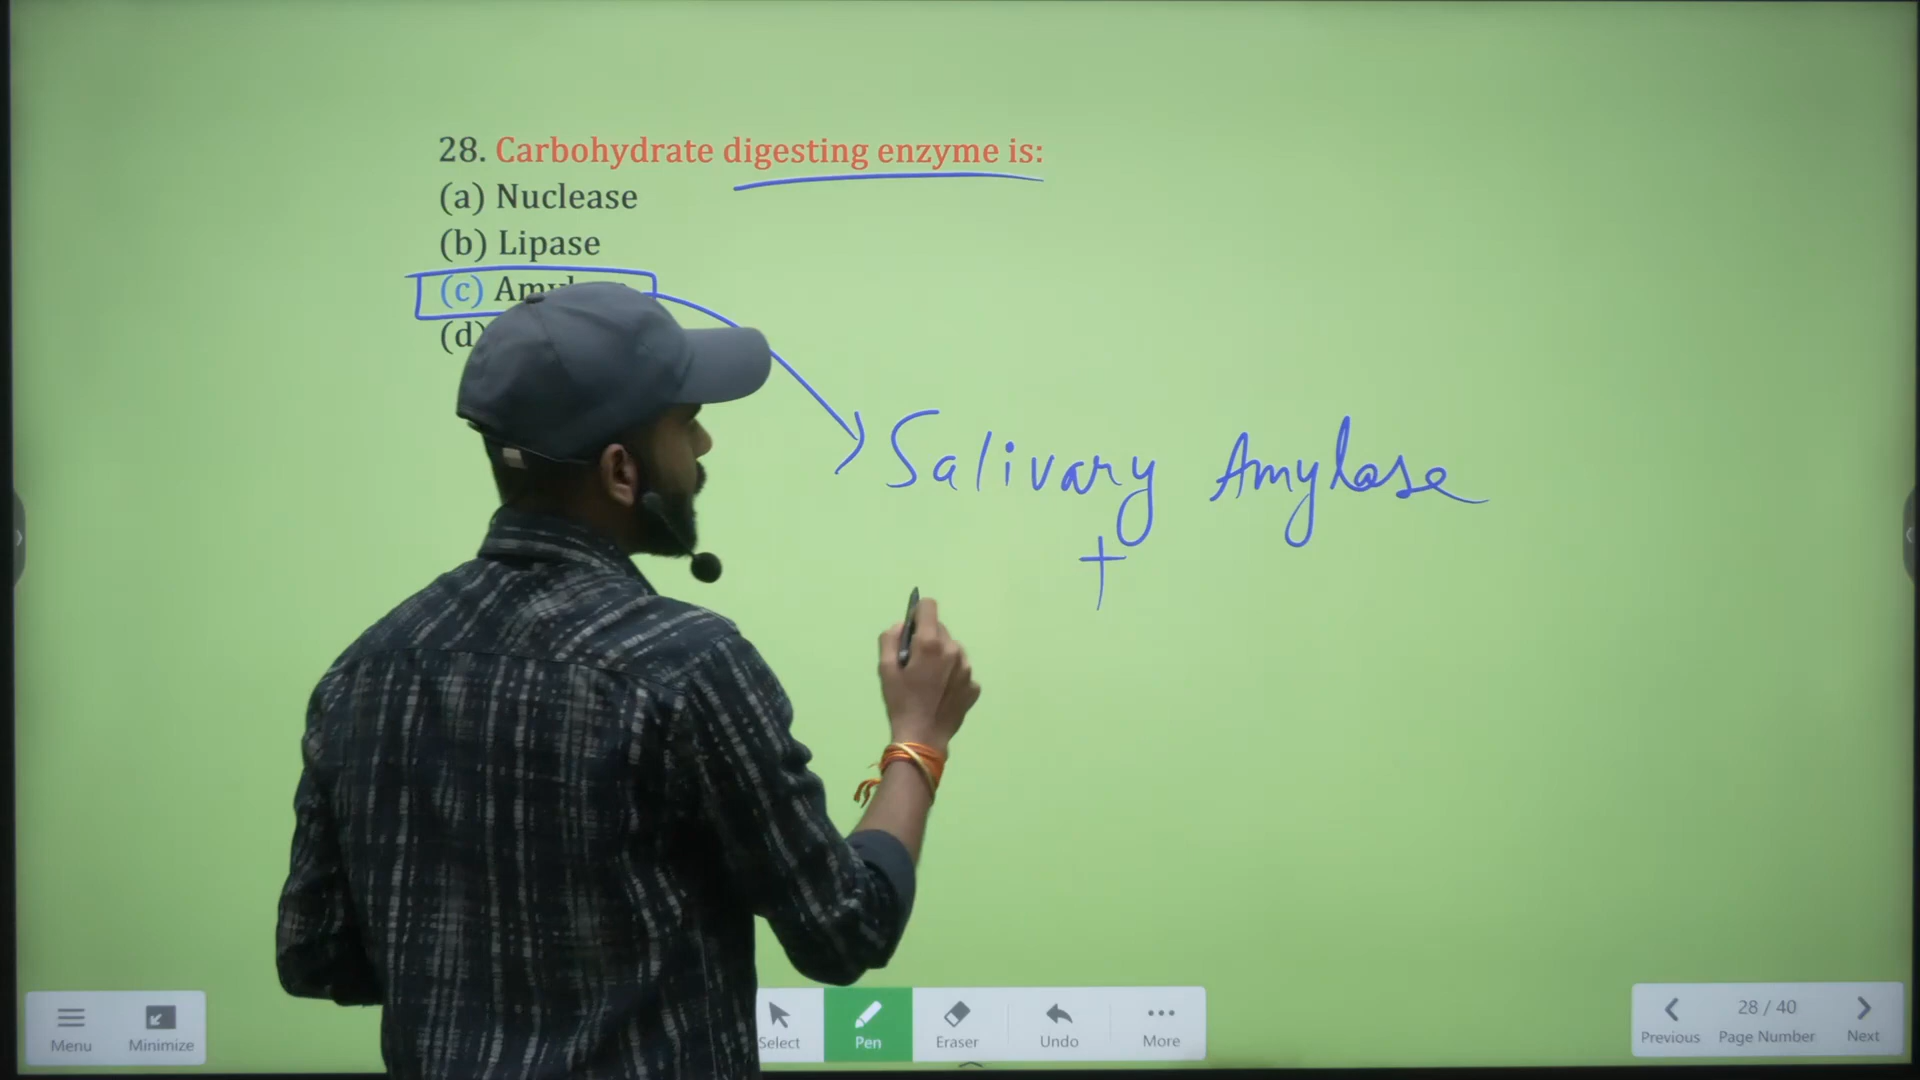 28. Carbohydrate digesting enzyme is:
(a) Nuclease
(b) Lipase
(c)
(d)
Salivary Amylase
+
Menu
Minimize
Select
Pen
Eraser
Undo
More
Previous
28 / 40
Page Number
Next